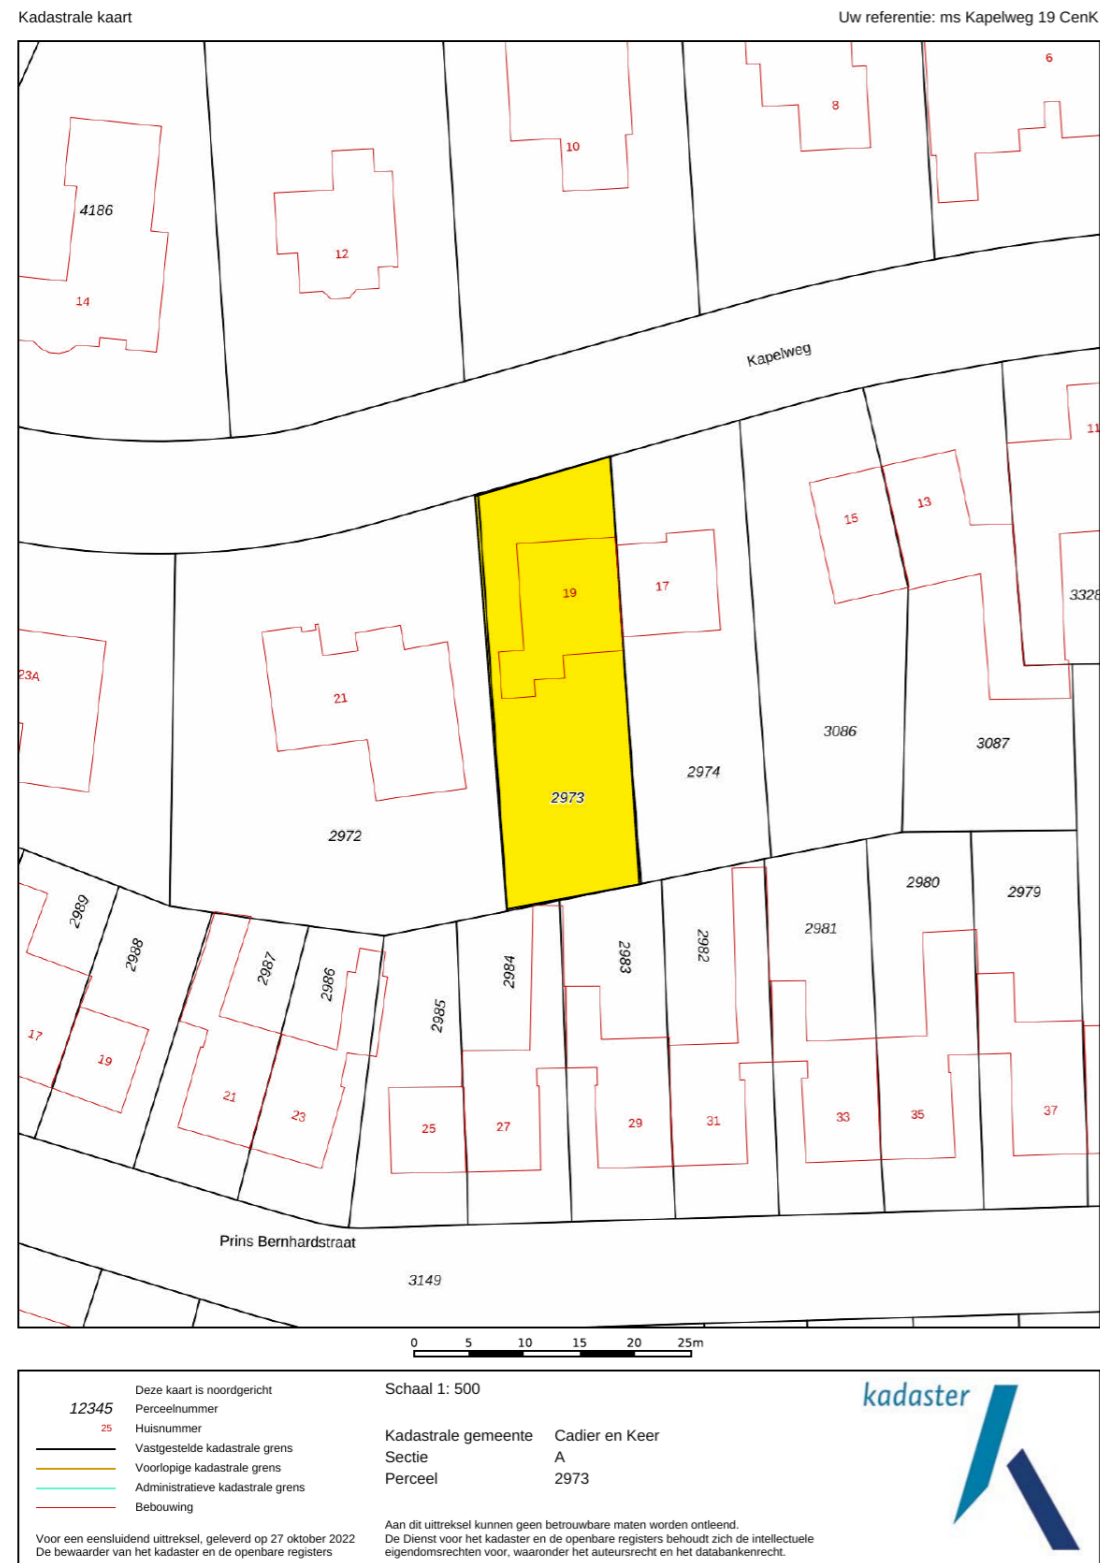 Kadastrale kaart
Uw referentie: ms Kapelweg 19 CenK
6
8
10
4186
12
14
Kapelweg
11
13
15
19
17
3328
23A
21
3086
3087
2974
2973
2972
2980
2979
2989
2988
2987
2986
2985
2984
2983
2982
2981
17
19
21
23
25
27
29
31
33
35
37
Prins Bernhardstraat
3149
0 5 10 15 20 25m
Deze kaart is noordgericht
12345 Perceelnummer
25 Huisnummer
Vastgestelde kadastrale grens
Voorlopige kadastrale grens
Administratieve kadastrale grens
Bebouwing
Voor een eensluidend uittreksel, geleverd op 27 oktober 2022
De bewaarder van het kadaster en de openbare registers
Schaal 1: 500
Kadastrale gemeente Cadier en Keer
Sectie A
Perceel 2973
Aan dit uittreksel kunnen geen betrouwbare maten worden ontleend.
De Dienst voor het kadaster en de openbare registers behoudt zich de intellectuele
eigendomsrechten voor, waaronder het auteursrecht en het databankenrecht.
kadaster